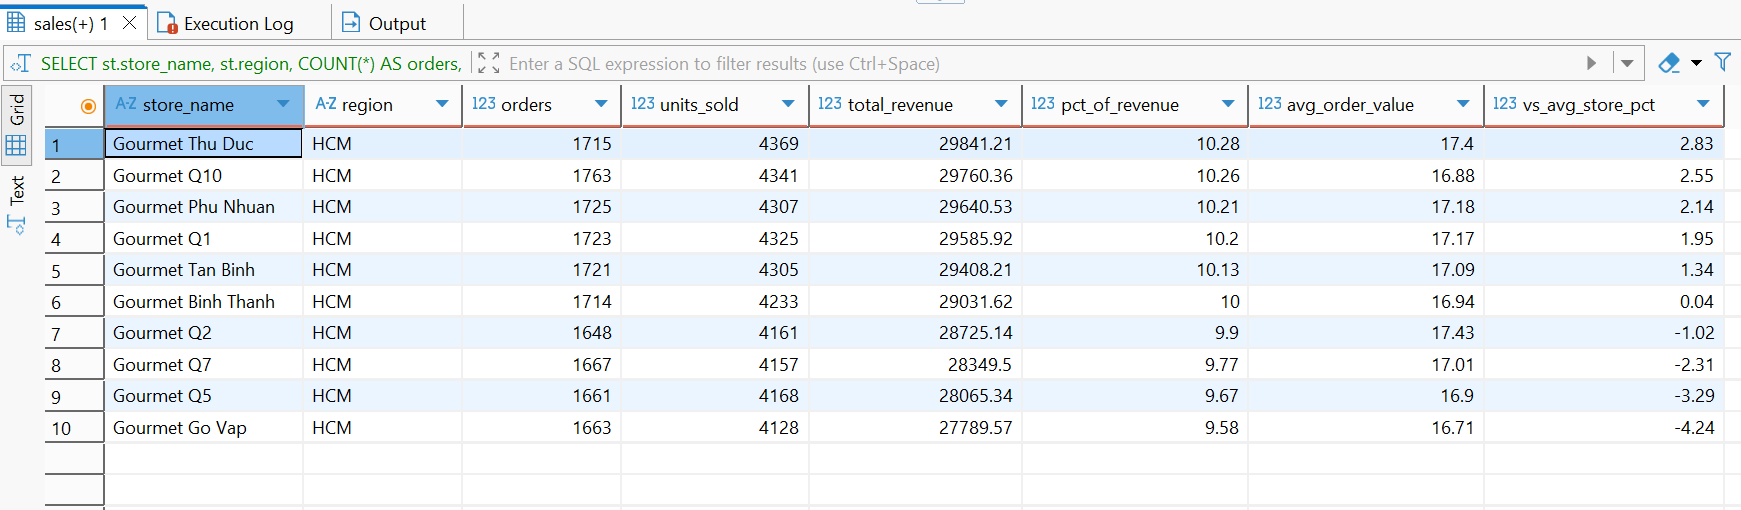 sales(+) 1 Execution Log Output
SELECT st.store_name, st.region, COUNT(*) AS orders, Enter a SQL expression to filter results (use Ctrl+Space)
Grid
Text
A-Z store_name A-Z region 123 orders 123 units_sold 123 total_revenue 123 pct_of_revenue 123 avg_order_value 123 vs_avg_store_pct
1 Gourmet Thu Duc HCM 1715 4369 29841.21 10.28 17.4 2.83
2 Gourmet Q10 HCM 1763 4341 29760.36 10.26 16.88 2.55
3 Gourmet Phu Nhuan HCM 1725 4307 29640.53 10.21 17.18 2.14
4 Gourmet Q1 HCM 1723 4325 29585.92 10.2 17.17 1.95
5 Gourmet Tan Binh HCM 1721 4305 29408.21 10.13 17.09 1.34
6 Gourmet Binh Thanh HCM 1714 4233 29031.62 10 16.94 0.04
7 Gourmet Q2 HCM 1648 4161 28725.14 9.9 17.43 -1.02
8 Gourmet Q7 HCM 1667 4157 28349.5 9.77 17.01 -2.31
9 Gourmet Q5 HCM 1661 4168 28065.34 9.67 16.9 -3.29
10 Gourmet Go Vap HCM 1663 4128 27789.57 9.58 16.71 -4.24